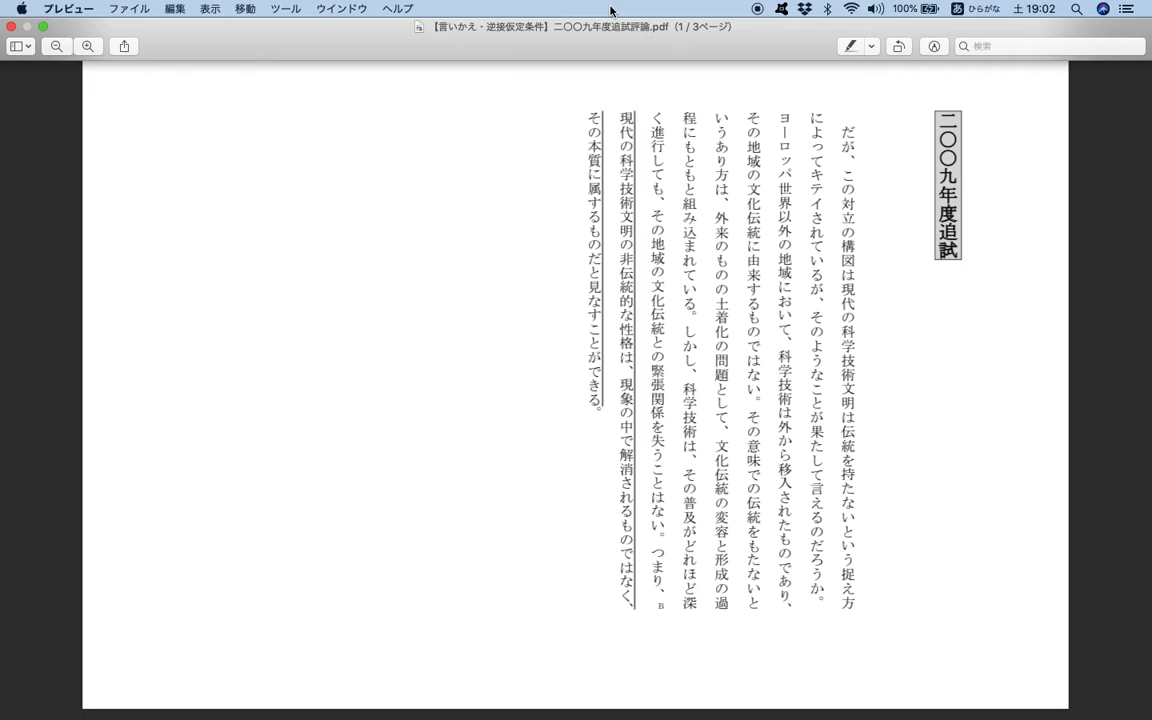 プレビュー ファイル 編集 表示 移動 ツール ウインドウ ヘルプ 100% あ ひらがな 土 19:02
【言いかえ・逆接仮定条件】二〇〇九年度追試評論.pdf（1 / 3ページ）
検索
二〇〇九年度追試
だが、この対立の構図は現代の科学技術文明は伝統を持たないという捉え方
によってキテイされているが、そのようなことが果たして言えるのだろうか。
ヨーロッパ世界以外の地域において、科学技術は外から移入されたものであり、
その地域の文化伝統に由来するものではない。その意味での伝統をもたないと
いうあり方は、外来のものの土着化の問題として、文化伝統の変容と形成の過
程にもともと組み込まれている。しかし、科学技術は、その普及がどれほど深
く進行しても、その地域の文化伝統との緊張関係を失うことはない。つまり、B
現代の科学技術文明の非伝統的な性格は、現象の中で解消されるものではなく、
その本質に属するものだと見なすことができる。